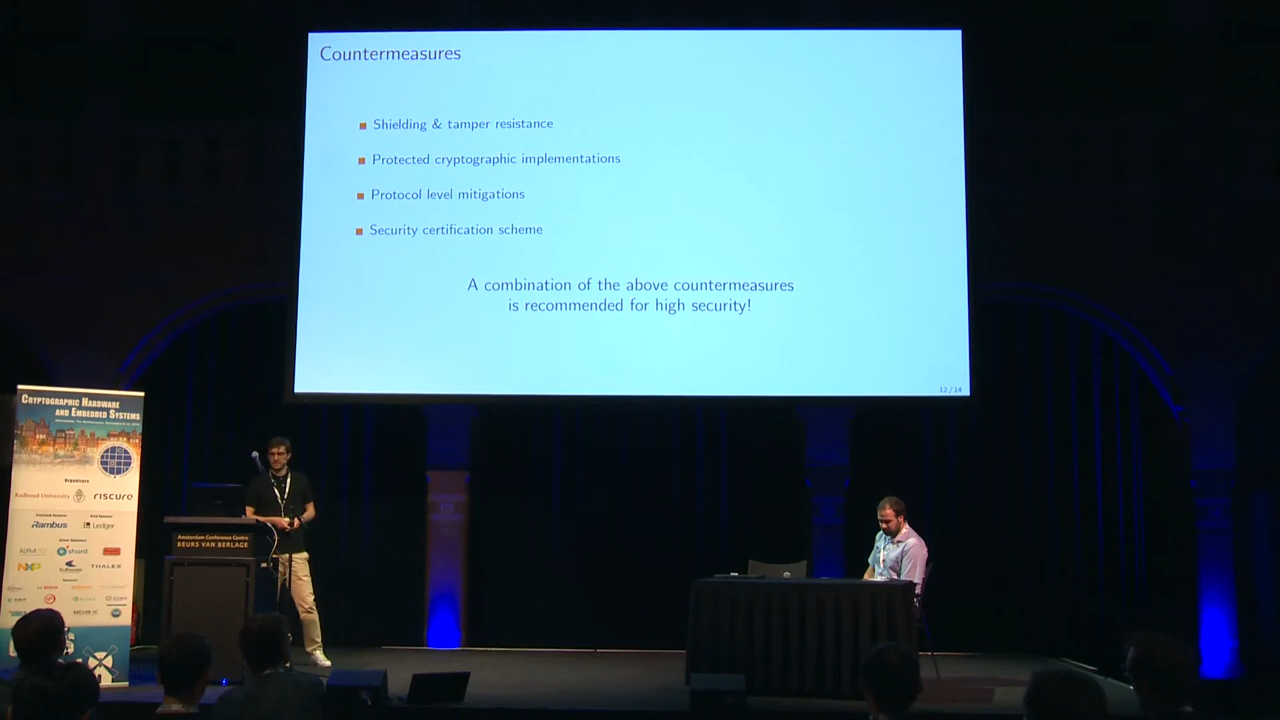 Countermeasures
Shielding & tamper resistance
Protected cryptographic implementations
Protocol level mitigations
Security certification scheme
A combination of the above countermeasures
is recommended for high security!
12 / 14
CRYPTOGRAPHIC HARDWARE
AND EMBEDDED SYSTEMS
Organizers
Radboud University
riscure
Rambus
Ledger
eshard
NXP
THALES
Amsterdam Conference Centre
BEURS VAN BERLAGE